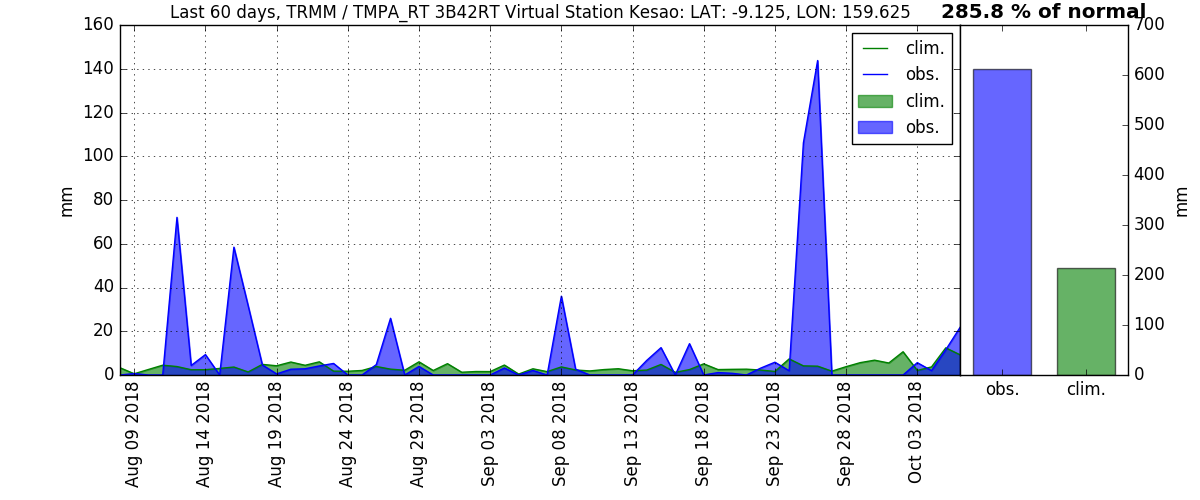 Last 60 days, TRMM / TMPA_RT 3B42RT Virtual Station Kesao: LAT: -9.125, LON: 159.625
285.8 % of normal
160
140
120
100
80
60
40
20
0
mm
clim.
obs.
clim.
obs.
Aug 09 2018
Aug 14 2018
Aug 19 2018
Aug 24 2018
Aug 29 2018
Sep 03 2018
Sep 08 2018
Sep 13 2018
Sep 18 2018
Sep 23 2018
Sep 28 2018
Oct 03 2018
700
600
500
400
300
200
100
0
mm
obs.
clim.